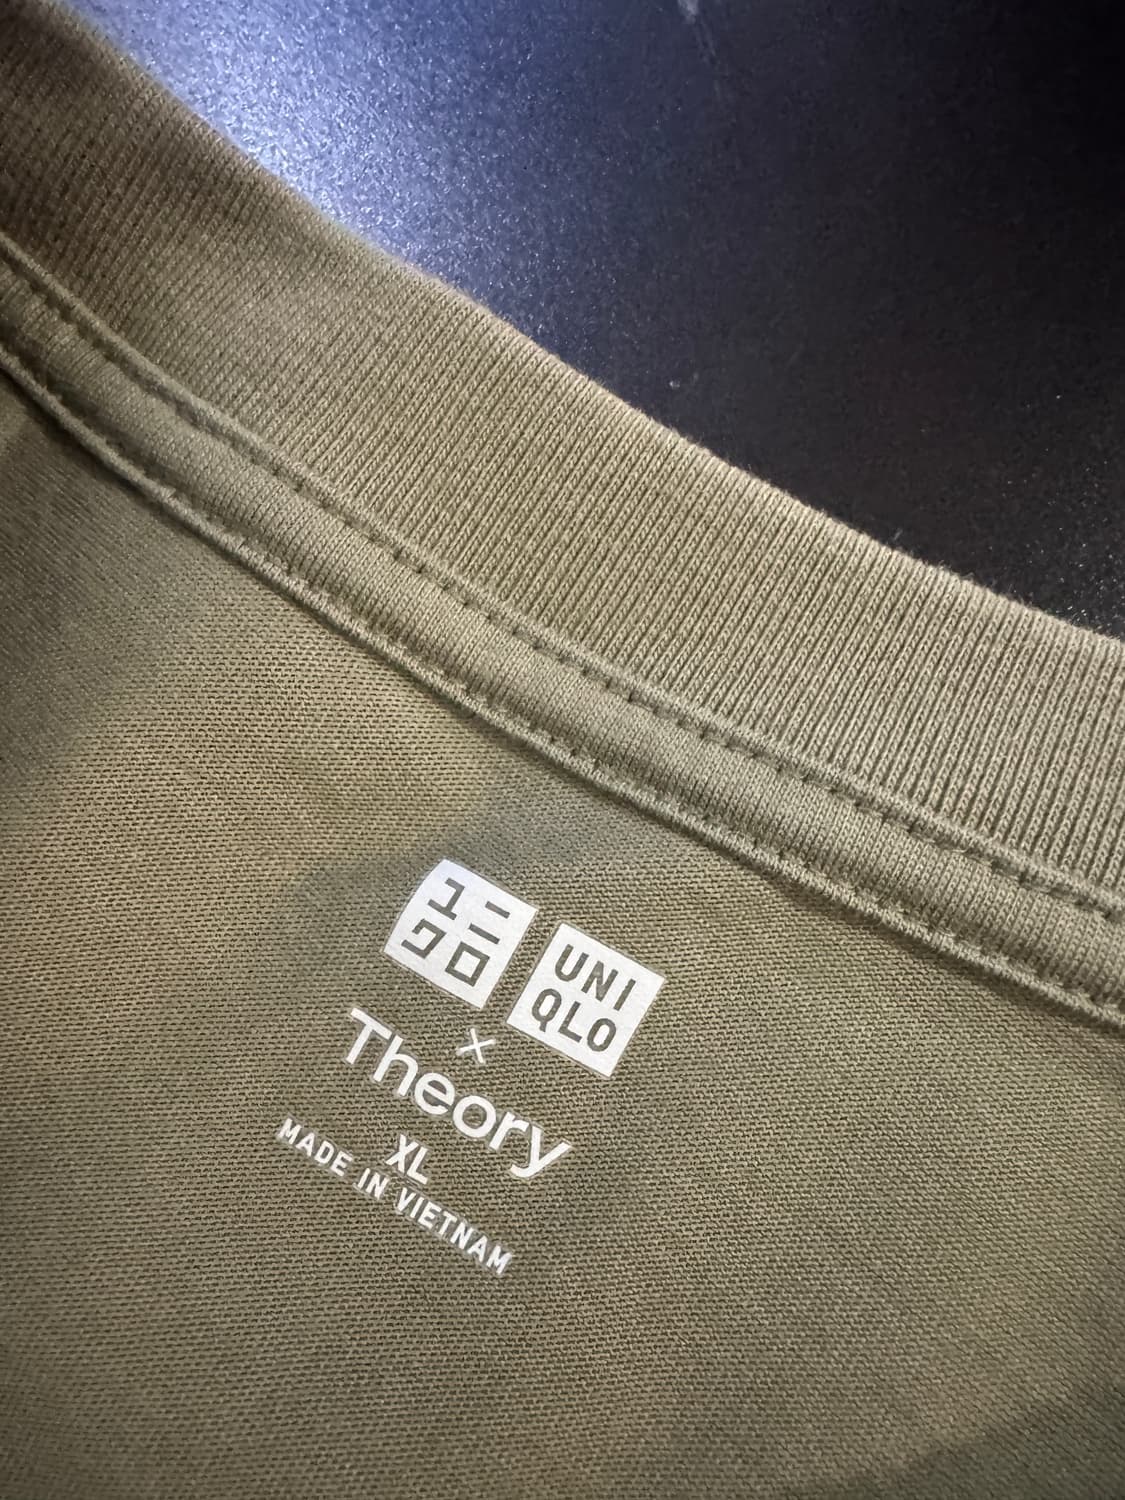 ユニ
クロ
UNI
QLO
×
Theory
XL
MADE IN VIETNAM